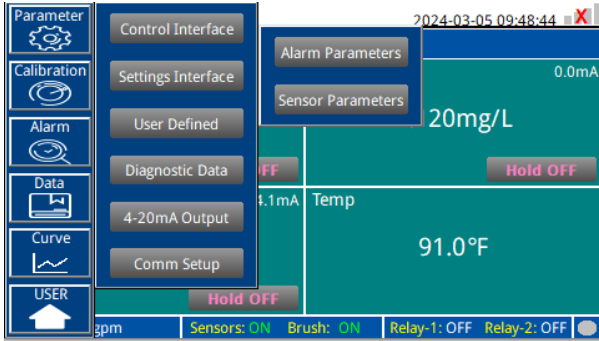 Parameter
Calibration
Alarm
Data
Curve
USER
Control Interface
Settings Interface
User Defined
Diagnostic Data
4-20mA Output
Comm Setup
Alarm Parameters
Sensor Parameters
2024-03-05 09:48:44
0.0mA
20mg/L
FF
Hold OFF
4.1mA
Temp
91.0°F
Hold OFF
gpm
Sensors: ON Brush: ON Relay-1: OFF Relay-2: OFF